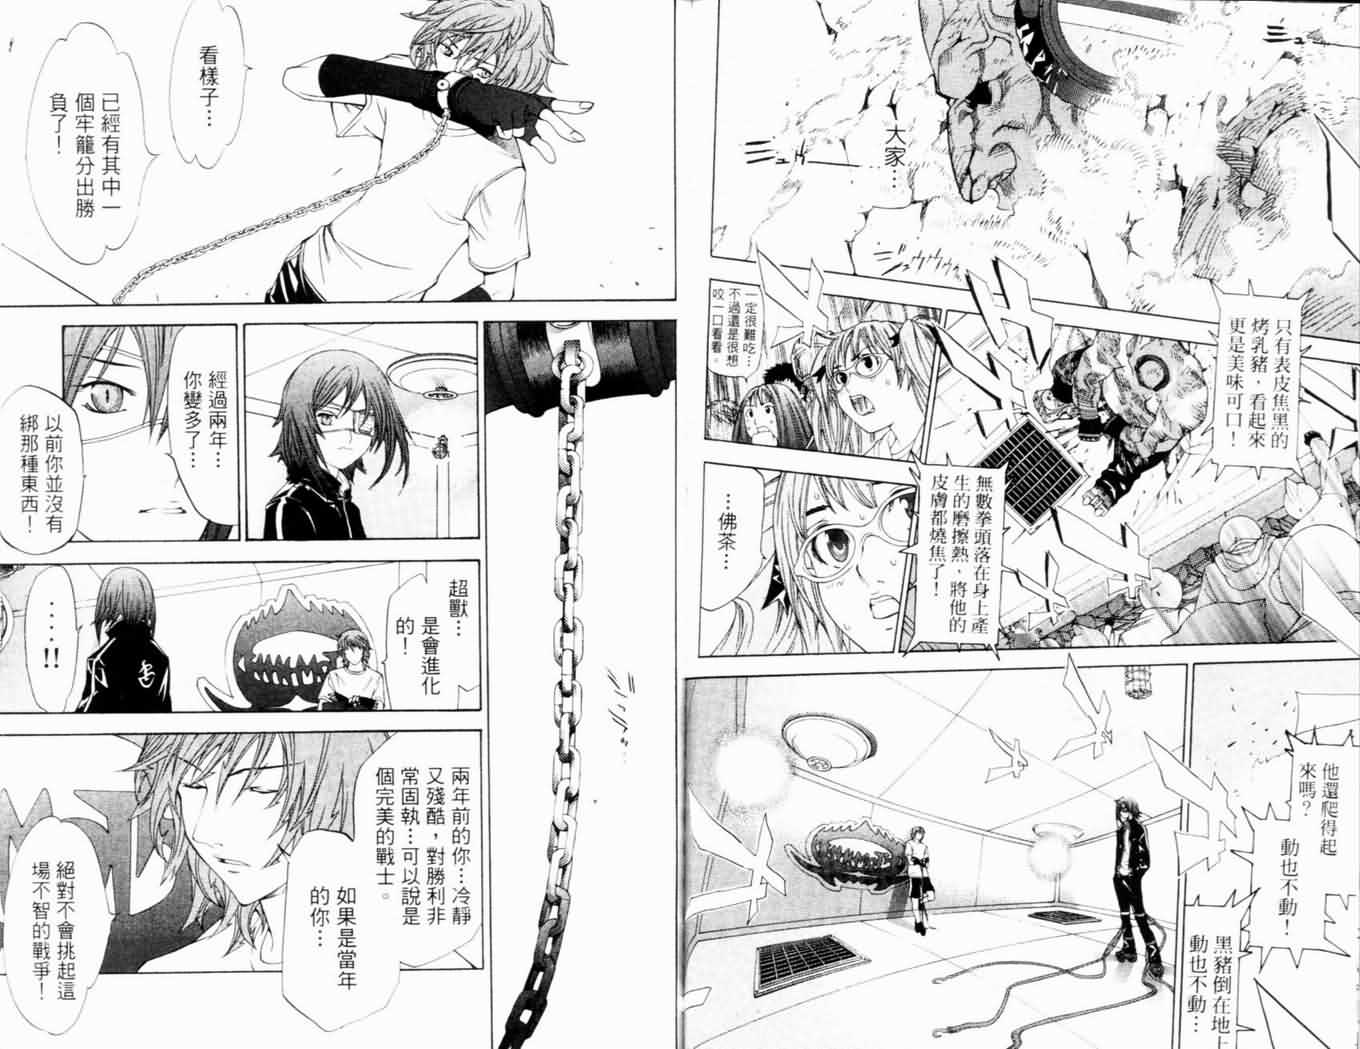 大家…
只有表皮焦黑的
烤乳豬，看起來
更是美味可口！
一定很難吃…
不過還是很想
咬一口看看。
無數拳頭落在身上產
生的磨擦熱，將他的
皮膚都燒焦了！
…佛茶…
他還爬得起
來嗎？
動也不動！
黑豬倒在地上
動也不動…
看樣子…
已經有其中一
個牢籠分出勝
負了！
經過兩年…
你變多了…
以前你並沒有
綁那種東西！
超獸…
是會進化
的！
……!!
兩年前的你…冷靜
又殘酷，對勝利非
常固執…可以說是
個完美的戰士。
如果是當年
的你…
絕對不會挑起這
場不智的戰爭！